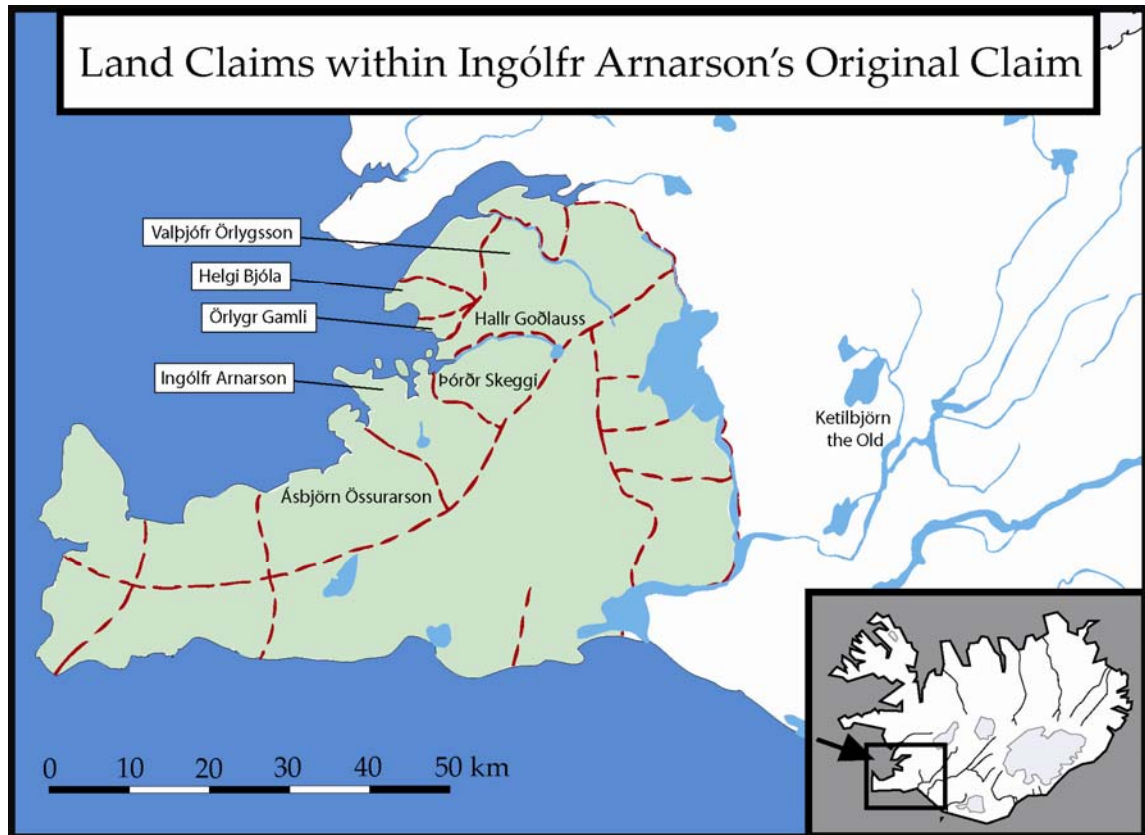 Land Claims within Ingólfr Arnarson's Original Claim
Valþjófr Örlygsson
Helgi Bjóla
Örlygr Gamli
Hallr Goðlauss
Ingólfr Arnarson
Þórðr Skeggi
Ketilbjörn
the Old
Ásbjörn Össurarson
0 10 20 30 40 50 km